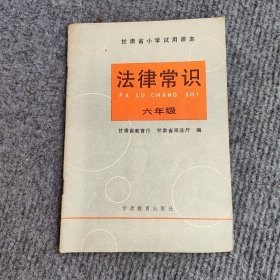 甘肃省小学试用课本
法律常识
FA LU CHANG SHI
六年级
甘肃省教育厅 甘肃省司法厅 编
甘肃教育出版社